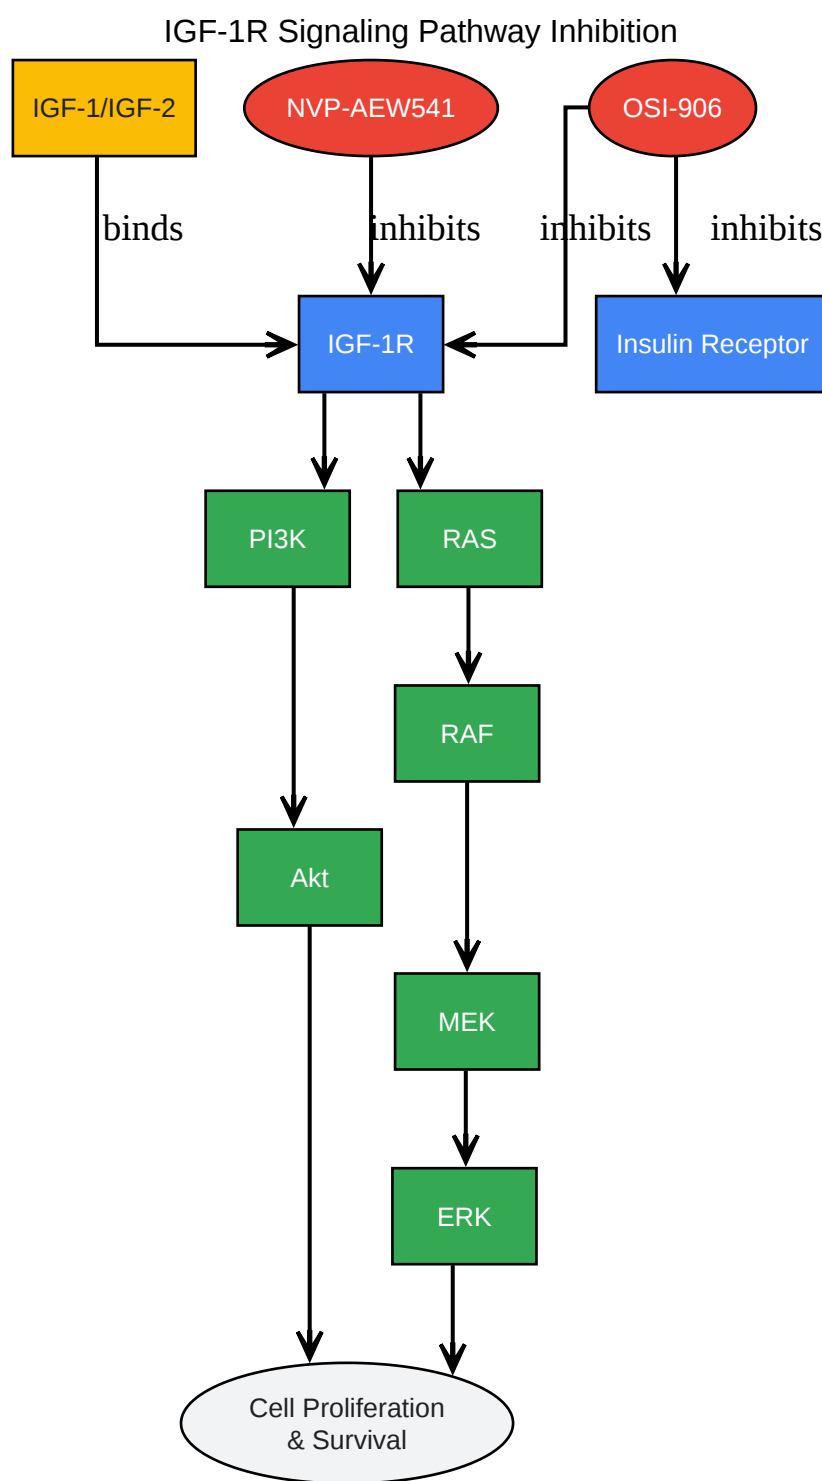 IGF-1R Signaling Pathway Inhibition
IGF-1/IGF-2
NVP-AEW541
OSI-906
binds
inhibits
inhibits
inhibits
IGF-1R
Insulin Receptor
PI3K
RAS
RAF
Akt
MEK
ERK
Cell Proliferation
& Survival